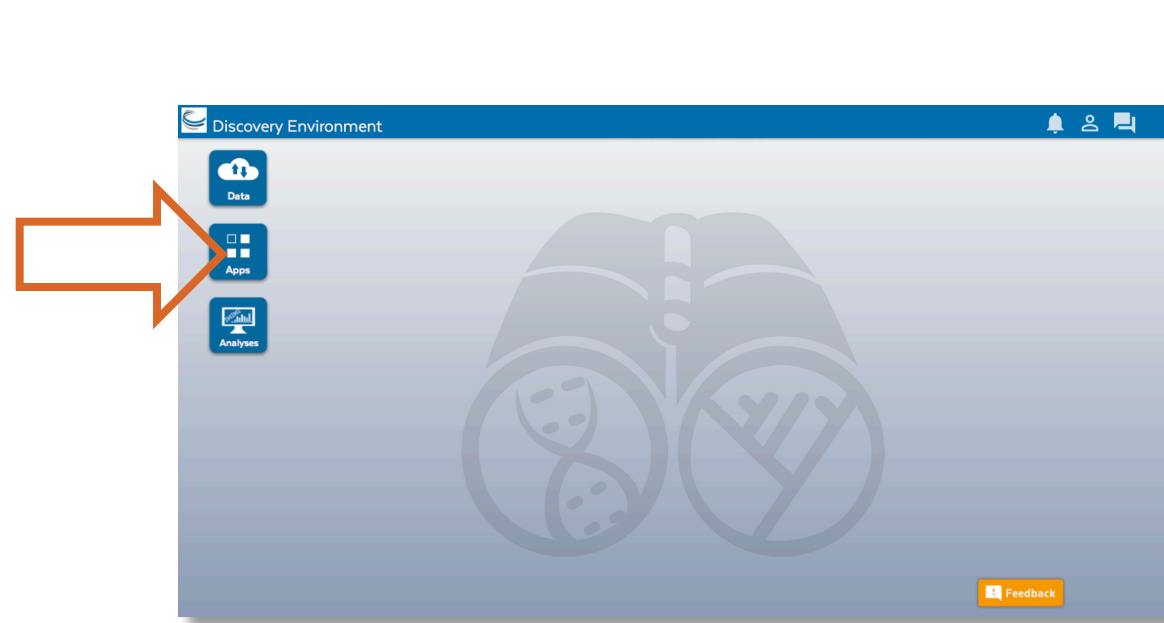 Discovery Environment
Data
Apps
Analyses
Feedback